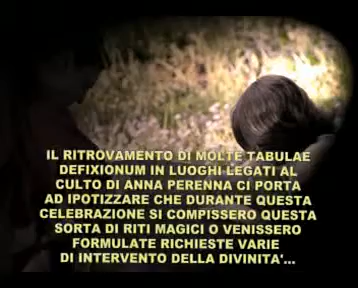 IL RITROVAMENTO DI MOLTE TABULAE
DEFIXIONUM IN LUOGHI LEGATI AL
CULTO DI ANNA PERENNA CI PORTA
AD IPOTIZZARE CHE DURANTE QUESTA
CELEBRAZIONE SI COMPISSERO QUESTA
SORTA DI RITI MAGICI O VENISSERO
FORMULATE RICHIESTE VARIE
DI INTERVENTO DELLA DIVINITA'...